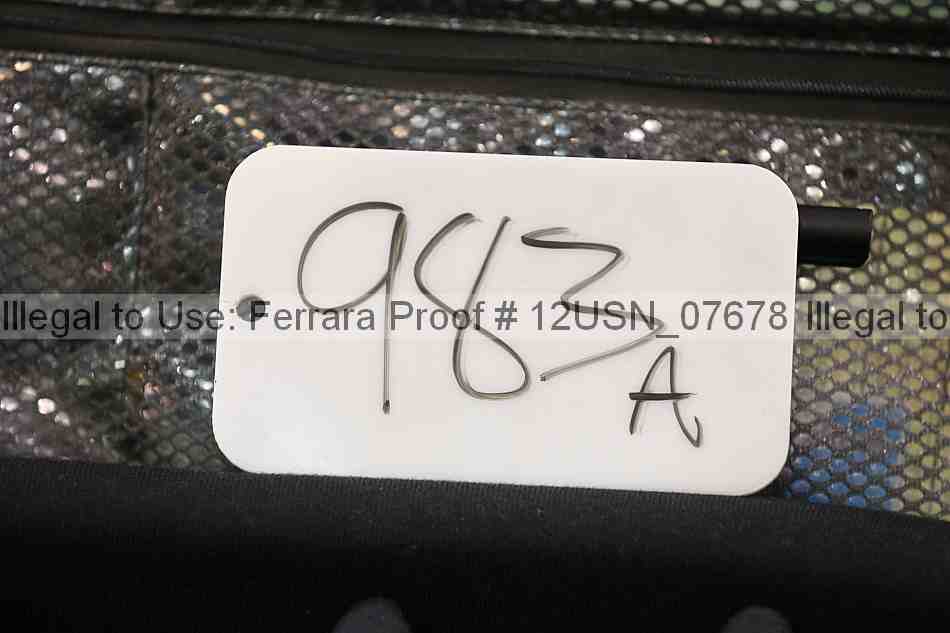 983
A
Illegal to Use: Ferrara Proof # 12USN_07678 Illegal to